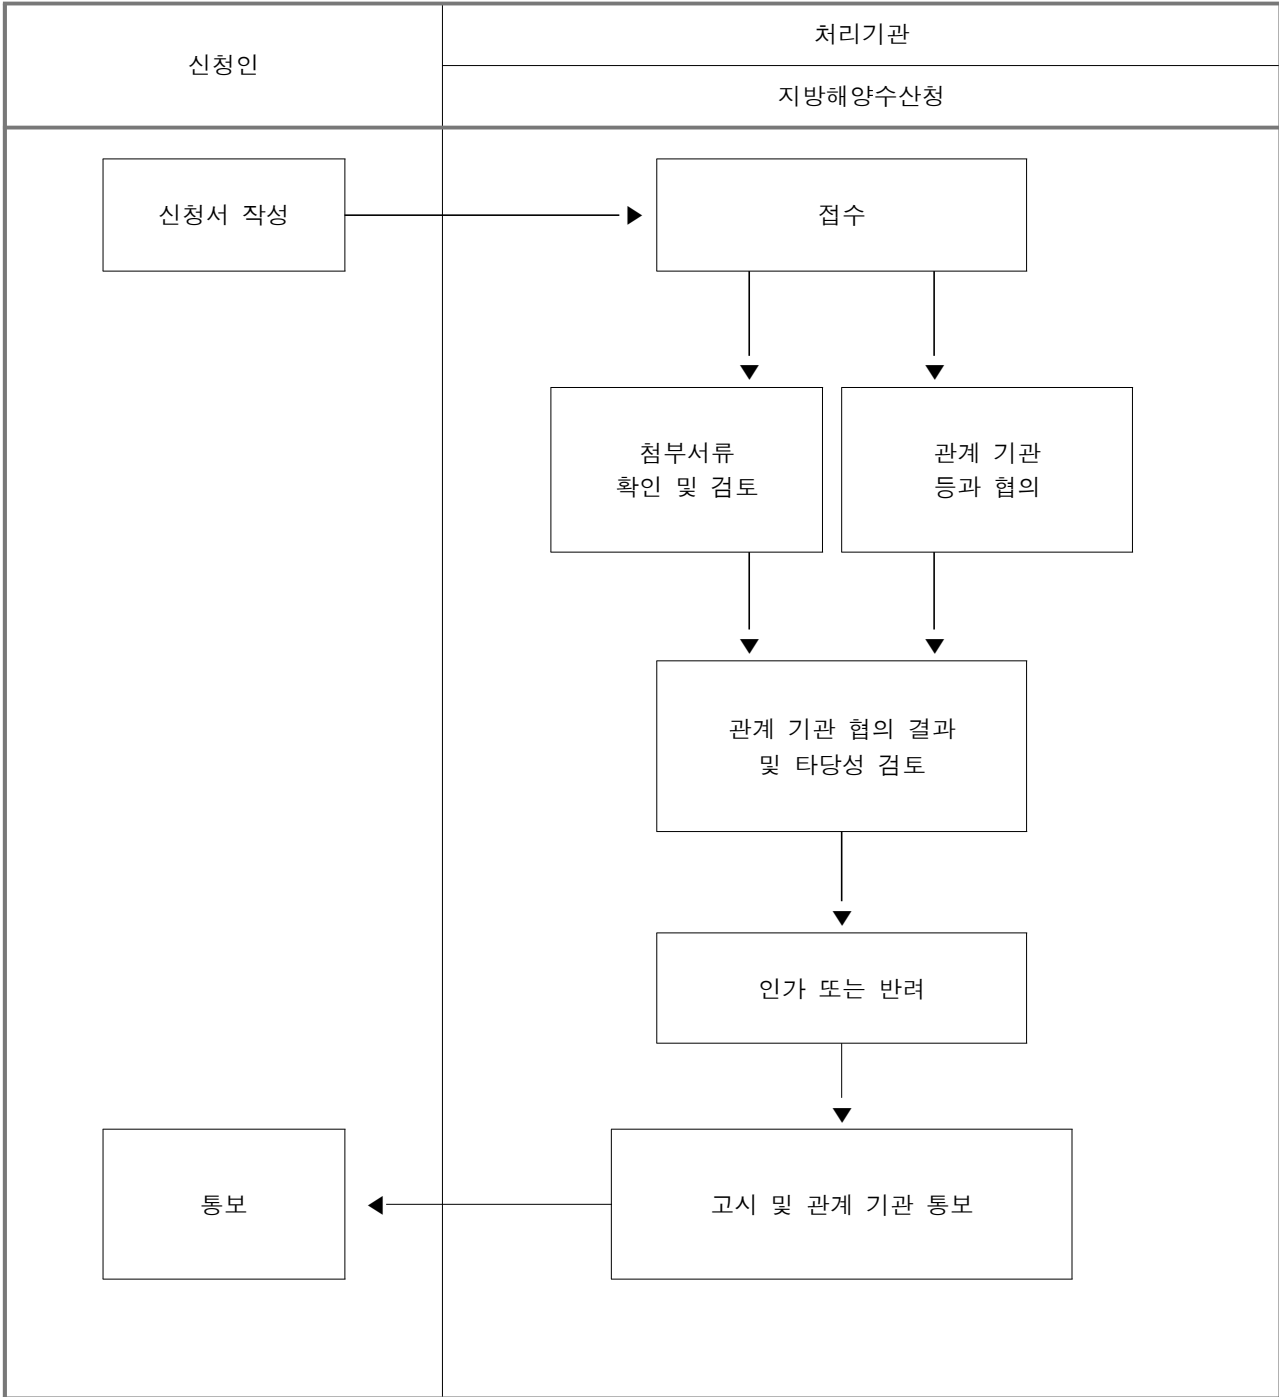 신청인
처리기관
지방해양수산청
신청서 작성
접수
첨부서류
확인 및 검토
관계 기관
등과 협의
관계 기관 협의 결과
및 타당성 검토
인가 또는 반려
통보
고시 및 관계 기관 통보